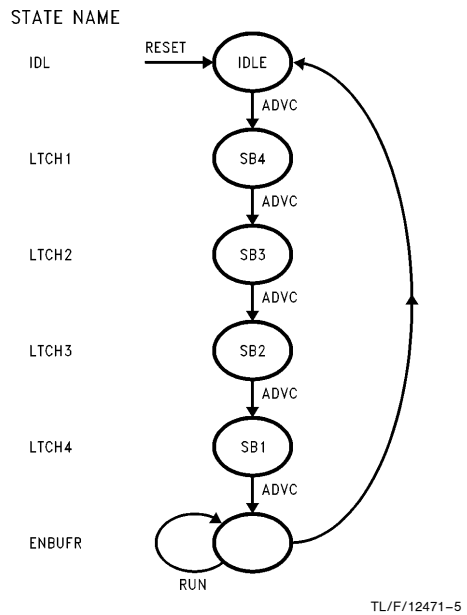 STATE NAME
IDL
RESET
IDLE
ADVC
LTCH1
SB4
ADVC
LTCH2
SB3
ADVC
LTCH3
SB2
ADVC
LTCH4
SB1
ADVC
ENBUFR
RUN
TL/F/12471–5